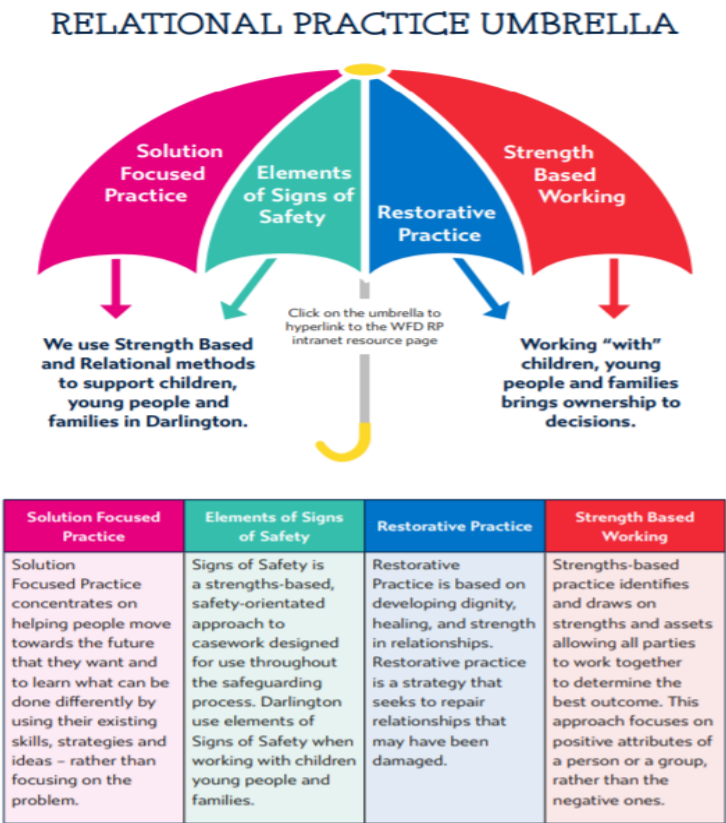 RELATIONAL PRACTICE UMBRELLA
Solution
Focused
Practice
Elements
of Signs of
Safety
Restorative
Practice
Strength
Based
Working
We use Strength Based
and Relational methods
to support children,
young people and
families in Darlington.
Click on the umbrella to
hyperlink to the WFD RP
intranet resource page
Working “with”
children, young
people and families
brings ownership to
decisions.
Solution Focused
Practice
Solution
Focused Practice
concentrates on
helping people move
towards the future
that they want and
to learn what can be
done differently by
using their existing
skills, strategies and
ideas – rather than
focusing on the
problem.
Elements of Signs
of Safety
Signs of Safety is
a strengths-based,
safety-orientated
approach to
casework designed
for use throughout
the safeguarding
process. Darlington
use elements of
Signs of Safety when
working with children
young people and
families.
Restorative Practice
Restorative
Practice is based on
developing dignity,
healing, and strength
in relationships.
Restorative practice
is a strategy that
seeks to repair
relationships that
may have been
damaged.
Strength Based
Working
Strengths-based
practice identifies
and draws on
strengths and assets
allowing all parties
to work together
to determine the
best outcome. This
approach focuses on
positive attributes of
a person or a group,
rather than the
negative ones.